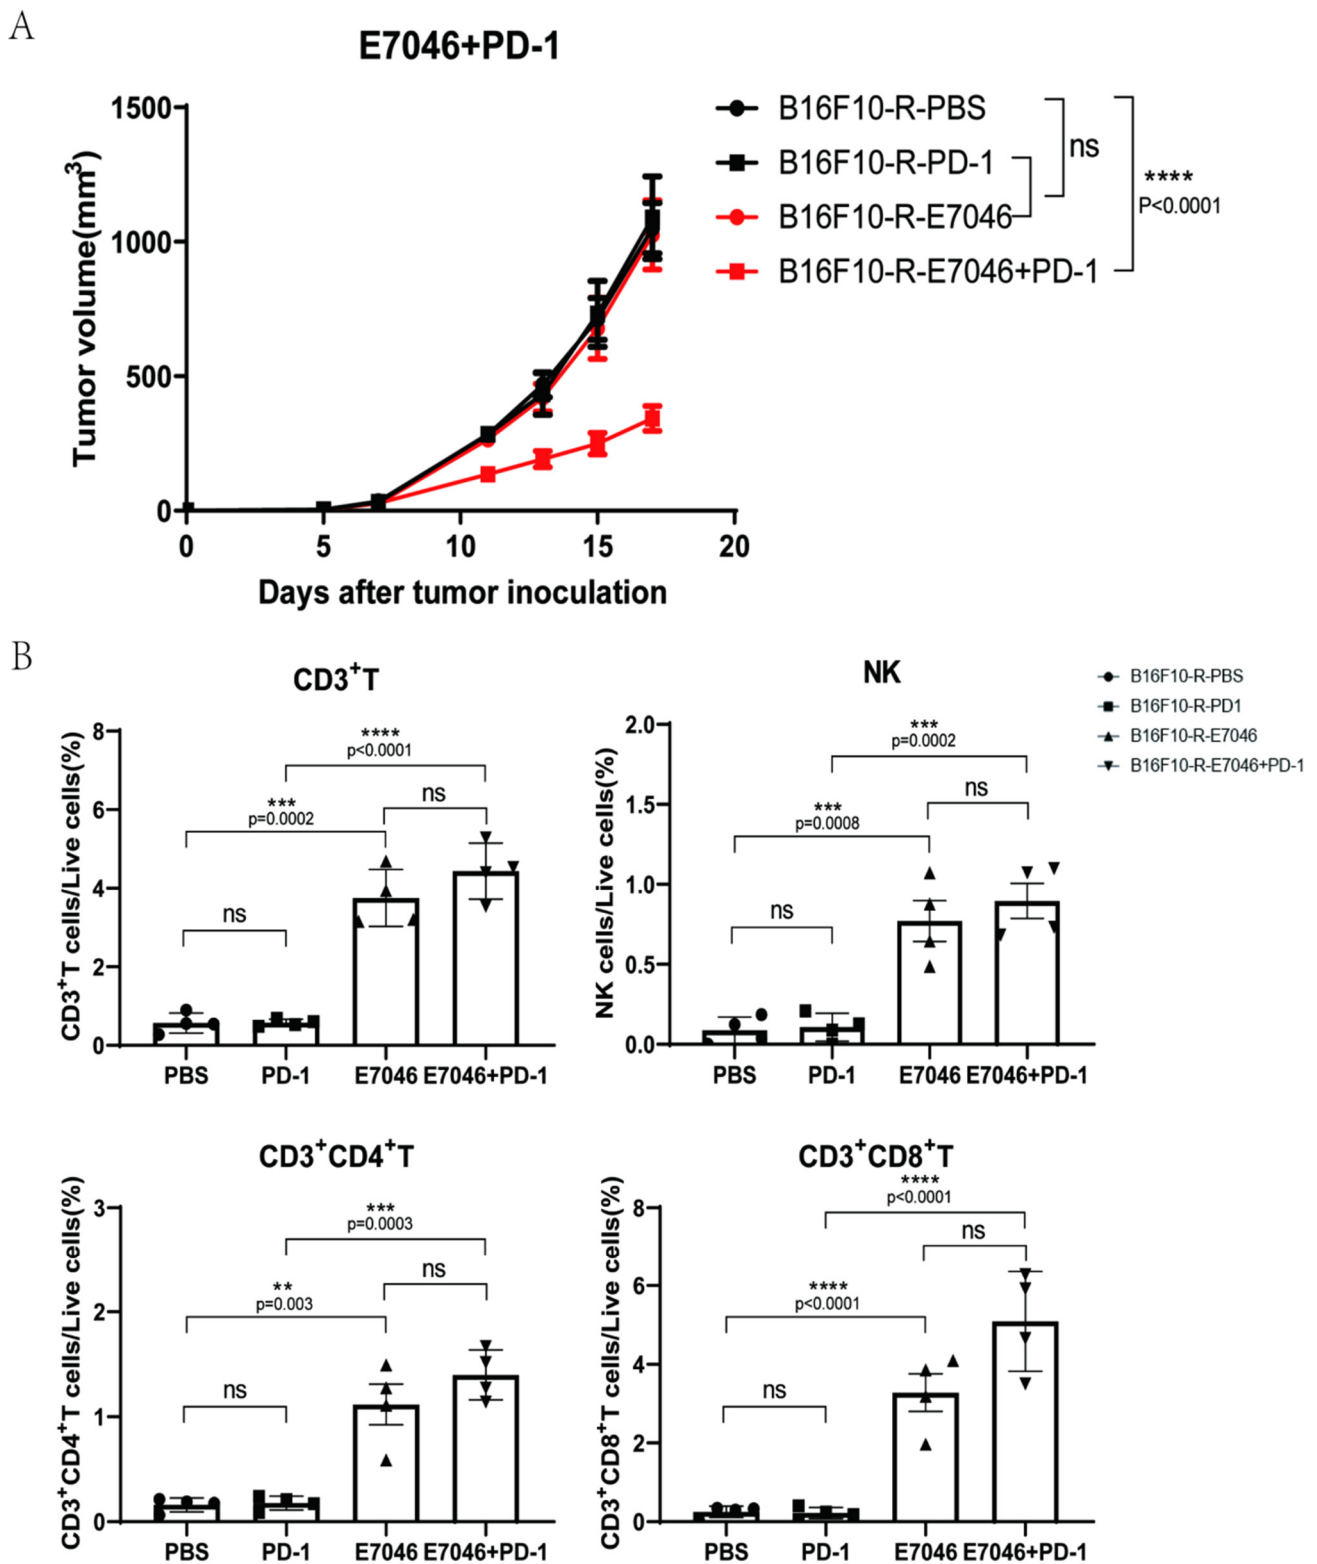 A
E7046+PD-1
Tumor volume(mm³)
1500
1000
500
0
0 5 10 15 20
Days after tumor inoculation
B16F10-R-PBS
B16F10-R-PD-1
B16F10-R-E7046
B16F10-R-E7046+PD-1
ns
****
P<0.0001
B
CD3⁺T
CD3⁺T cells/Live cells(%)
8
6
4
2
0
****
p<0.0001
ns
***
p=0.0002
ns
PBS PD-1 E7046 E7046+PD-1
NK
NK cells/Live cells(%)
2.0
1.5
1.0
0.5
0.0
***
p=0.0002
ns
***
p=0.0008
ns
PBS PD-1 E7046 E7046+PD-1
B16F10-R-PBS
B16F10-R-PD1
B16F10-R-E7046
B16F10-R-E7046+PD-1
CD3⁺CD4⁺T
CD3⁺CD4⁺T cells/Live cells(%)
3
2
1
0
***
p=0.0003
ns
**
p=0.003
ns
PBS PD-1 E7046 E7046+PD-1
CD3⁺CD8⁺T
CD3⁺CD8⁺T cells/Live cells(%)
8
6
4
2
0
****
p<0.0001
ns
****
p<0.0001
ns
PBS PD-1 E7046 E7046+PD-1